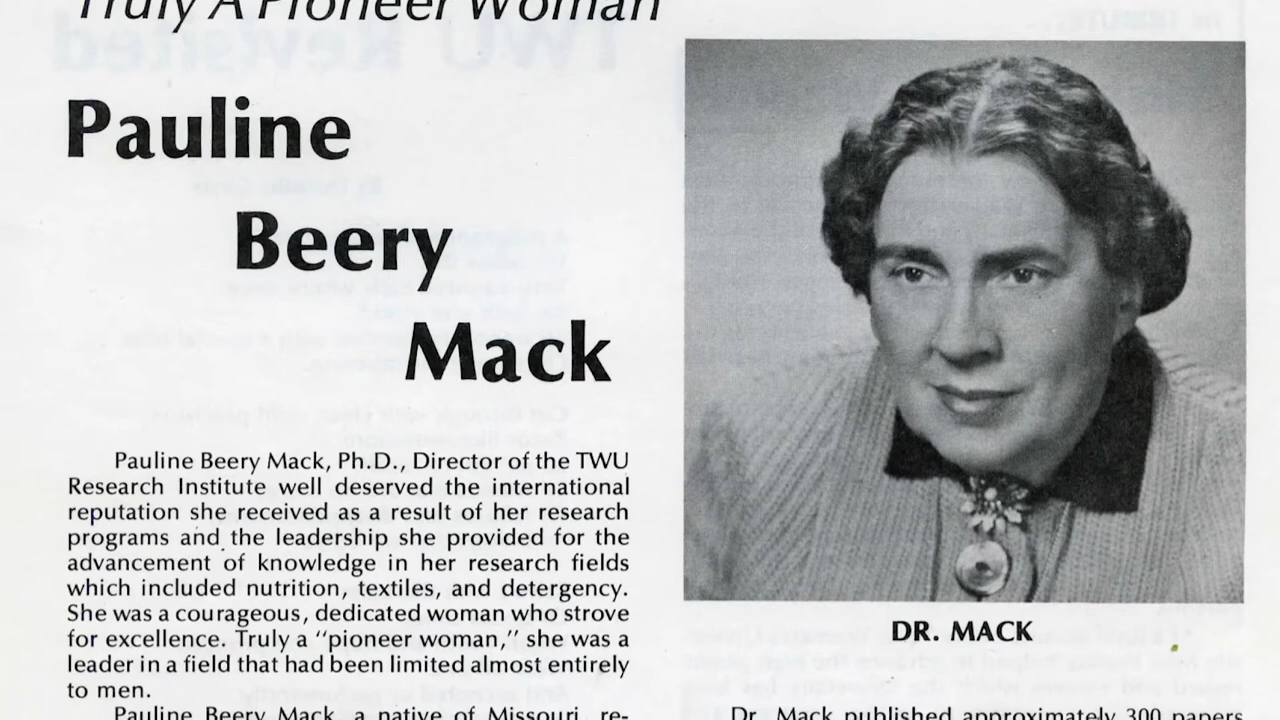 Truly A Pioneer Woman
Pauline
Beery
Mack
Pauline Beery Mack, Ph.D., Director of the TWU
Research Institute well deserved the international
reputation she received as a result of her research
programs and the leadership she provided for the
advancement of knowledge in her research fields
which included nutrition, textiles, and detergency.
She was a courageous, dedicated woman who strove
for excellence. Truly a "pioneer woman," she was a
leader in a field that had been limited almost entirely
to men.
Pauline Beery Mack, a native of Missouri, re-
DR. MACK
Dr. Mack published approximately 300 papers